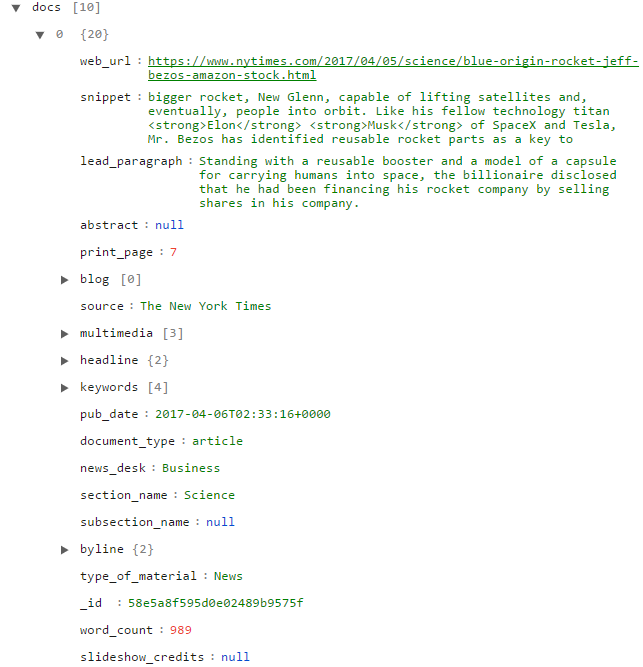 docs [10]
0 {20}
web_url : https://www.nytimes.com/2017/04/05/science/blue-origin-rocket-jeff-
bezos-amazon-stock.html
snippet : bigger rocket, New Glenn, capable of lifting satellites and,
eventually, people into orbit. Like his fellow technology titan
<strong>Elon</strong> <strong>Musk</strong> of SpaceX and Tesla,
Mr. Bezos has identified reusable rocket parts as a key to
lead_paragraph : Standing with a reusable booster and a model of a capsule
for carrying humans into space, the billionaire disclosed
that he had been financing his rocket company by selling
shares in his company.
abstract : null
print_page : 7
blog [0]
source : The New York Times
multimedia [3]
headline {2}
keywords [4]
pub_date : 2017-04-06T02:33:16+0000
document_type : article
news_desk : Business
section_name : Science
subsection_name : null
byline {2}
type_of_material : News
_id : 58e5a8f595d0e02489b9575f
word_count : 989
slideshow_credits : null